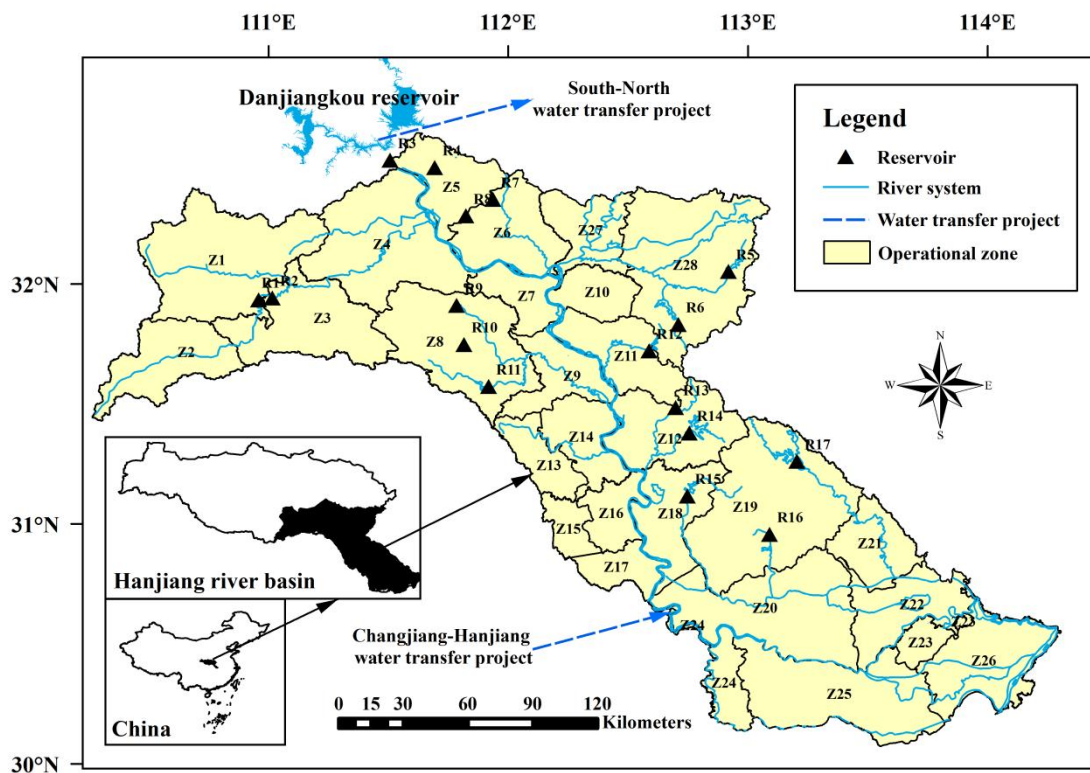 111°E
112°E
113°E
114°E
South-North
water transfer project
Danjiangkou reservoir
Legend
Reservoir
River system
Water transfer project
Operational zone
R3
R4
Z5
R7
R8
Z6
Z27
Z4
Z1
Z28
R5
32°N
R1
R2
R9
Z7
Z10
Z3
R6
R10
Z8
R12
Z11
Z2
R11
Z9
R13
R14
Z14
Z12
Z13
R17
N
W
E
S
R15
31°N
Z16
Z18
Z19
R16
Z15
Z21
Z17
Hanjiang river basin
Z20
Z22
Z23
Z24
Z23
Changjiang-Hanjiang
water transfer project
Z26
Z24
Z25
0 15 30 60 90 120
Kilometers
China
30°N